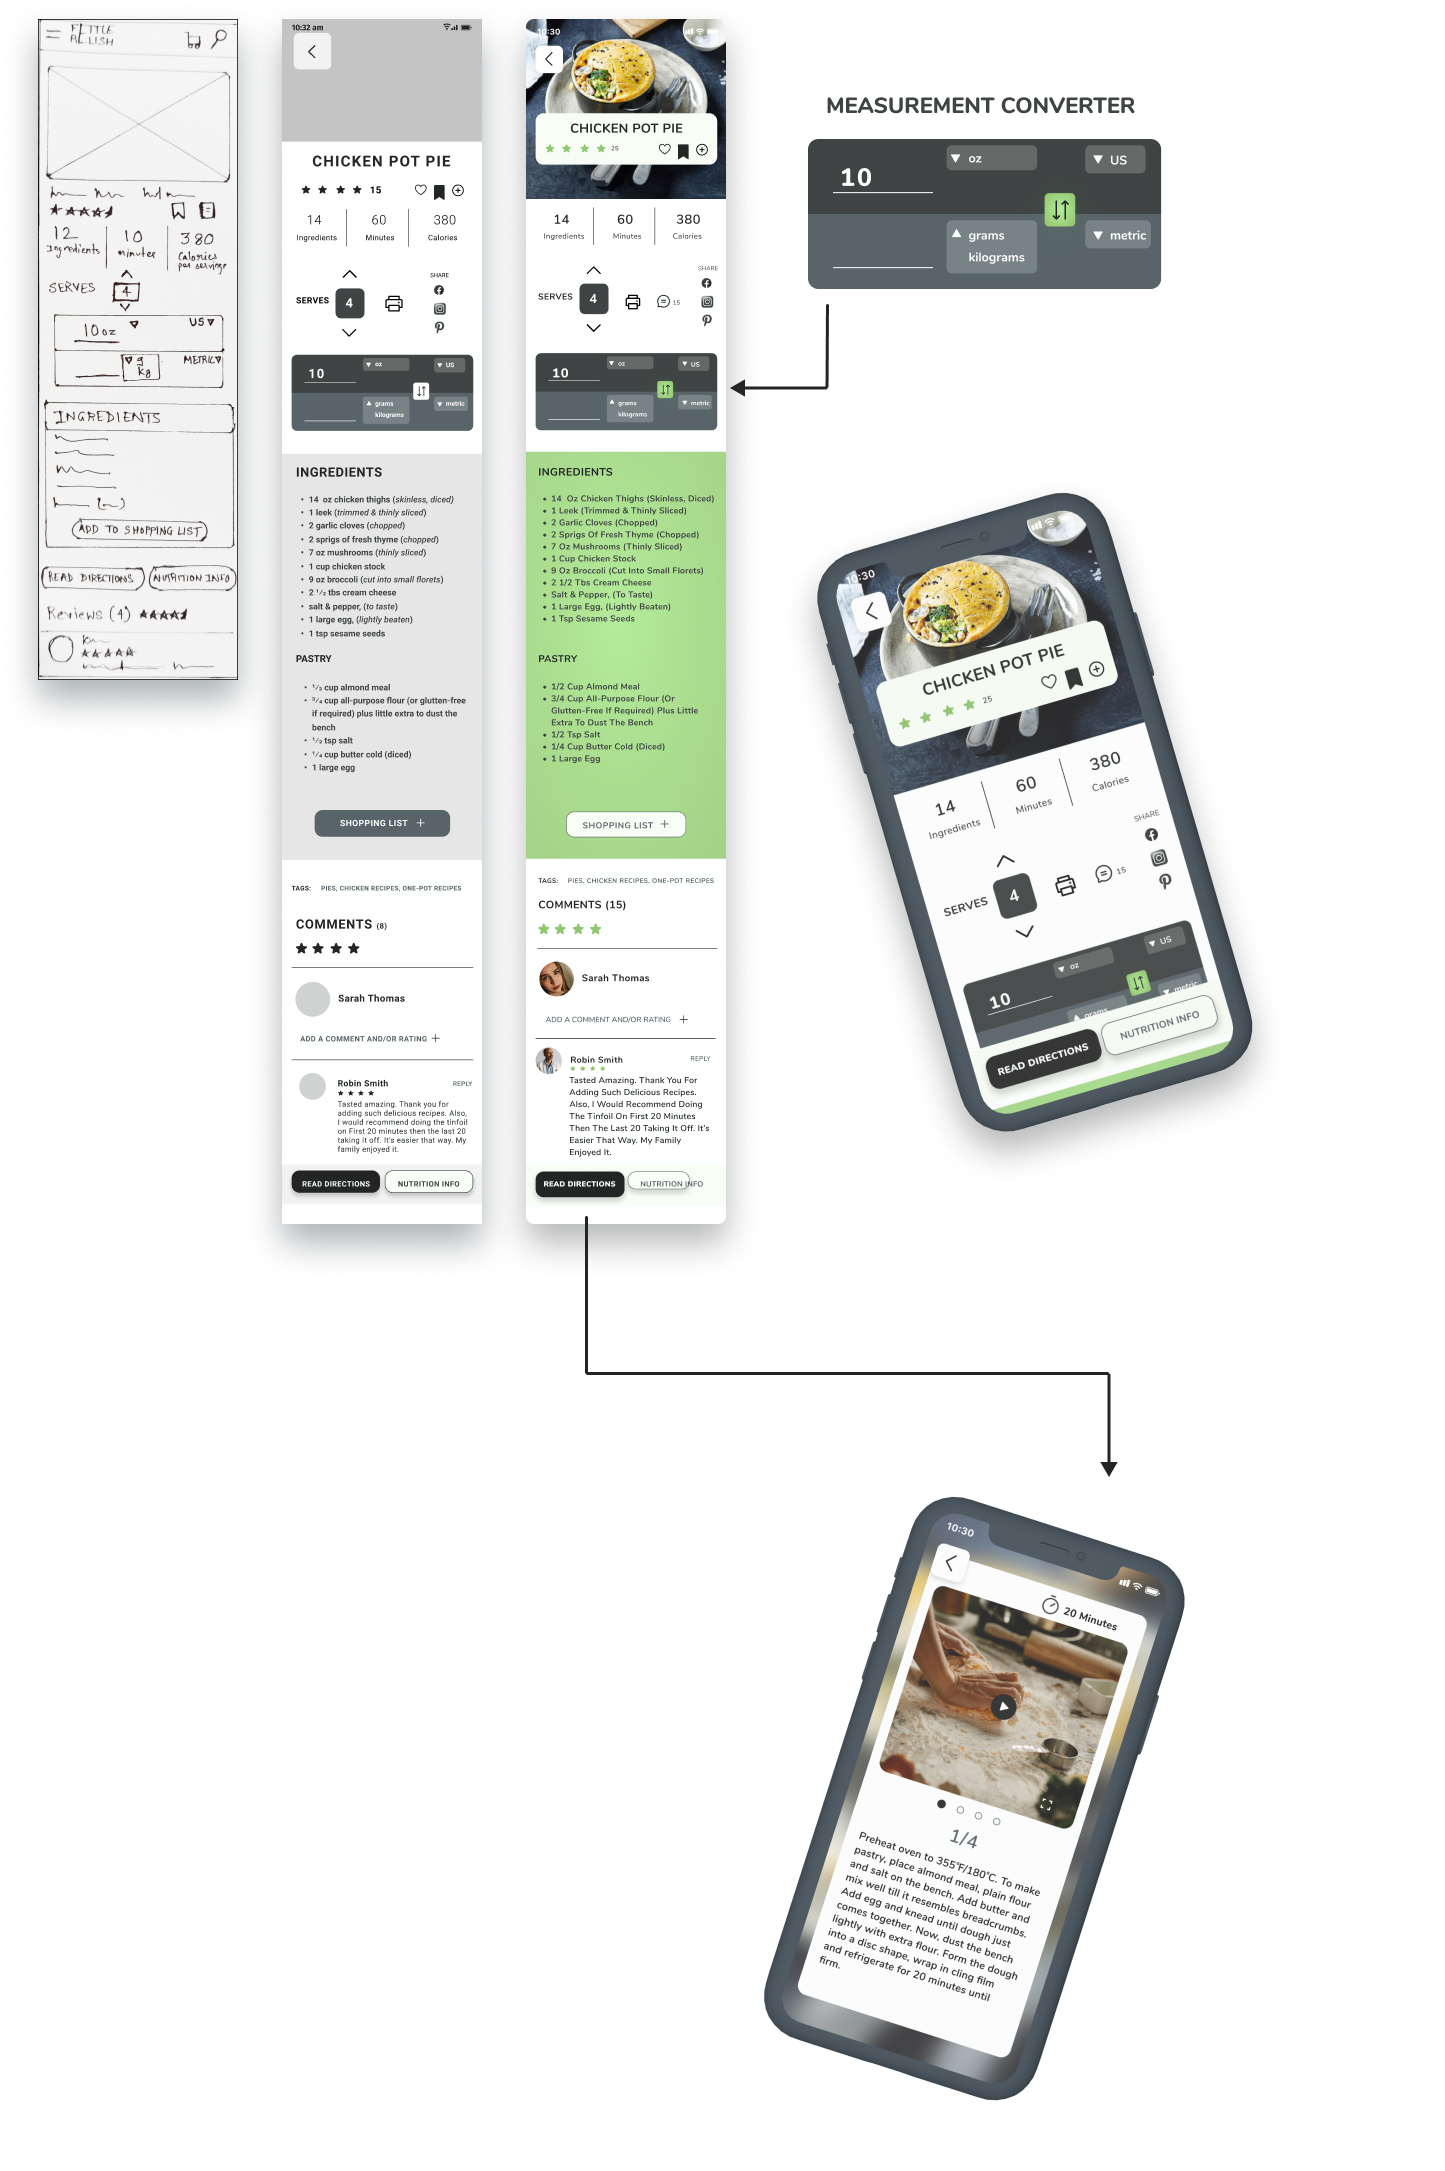 FETTLE
RELISH
12
Ingredients
10
minutes
380
Calories
per servings
SERVES
4
10 oz
US
g
kg
METRIC
INGREDIENTS
ADD TO SHOPPING LIST
READ DIRECTIONS
NUTRITION INFO
Reviews (4)
10:32 am
CHICKEN POT PIE
15
14
Ingredients
60
Minutes
380
Calories
SERVES
4
SHARE
10
oz
US
grams
kilograms
metric
INGREDIENTS
• 14 oz chicken thighs (skinless, diced)
• 1 leek (trimmed & thinly sliced)
• 2 garlic cloves (chopped)
• 2 sprigs of fresh thyme (chopped)
• 7 oz mushrooms (thinly sliced)
• 1 cup chicken stock
• 9 oz broccoli (cut into small florets)
• 2 ¹/₂ tbs cream cheese
• salt & pepper, (to taste)
• 1 large egg, (lightly beaten)
• 1 tsp sesame seeds
PASTRY
• ¹/₂ cup almond meal
• ³/₄ cup all-purpose flour (or glutten-free
if required) plus little extra to dust the
bench
• ¹/₂ tsp salt
• ¹/₄ cup butter cold (diced)
• 1 large egg
SHOPPING LIST +
TAGS: PIES, CHICKEN RECIPES, ONE-POT RECIPES
COMMENTS (8)
Sarah Thomas
ADD A COMMENT AND/OR RATING +
Robin Smith
REPLY
Tasted amazing. Thank you for
adding such delicious recipes. Also,
I would recommend doing the tinfoil
on First 20 minutes then the last 20
taking it off. It's easier that way. My
family enjoyed it.
READ DIRECTIONS
NUTRITION INFO
10:30
CHICKEN POT PIE
25
14
Ingredients
60
Minutes
380
Calories
SERVES
4
15
SHARE
10
oz
US
grams
kilograms
metric
INGREDIENTS
• 14 Oz Chicken Thighs (Skinless, Diced)
• 1 Leek (Trimmed & Thinly Sliced)
• 2 Garlic Cloves (Chopped)
• 2 Sprigs Of Fresh Thyme (Chopped)
• 7 Oz Mushrooms (Thinly Sliced)
• 1 Cup Chicken Stock
• 9 Oz Broccoli (Cut Into Small Florets)
• 2 1/2 Tbs Cream Cheese
• Salt & Pepper, (To Taste)
• 1 Large Egg, (Lightly Beaten)
• 1 Tsp Sesame Seeds
PASTRY
• 1/2 Cup Almond Meal
• 3/4 Cup All-Purpose Flour (Or
Glutten-Free If Required) Plus Little
Extra To Dust The Bench
• 1/2 Tsp Salt
• 1/4 Cup Butter Cold (Diced)
• 1 Large Egg
SHOPPING LIST +
TAGS: PIES, CHICKEN RECIPES, ONE-POT RECIPES
COMMENTS (15)
Sarah Thomas
ADD A COMMENT AND/OR RATING +
Robin Smith
REPLY
Tasted Amazing. Thank You For
Adding Such Delicious Recipes.
Also, I Would Recommend Doing
The Tinfoil On First 20 Minutes
Then The Last 20 Taking It Off. It's
Easier That Way. My Family
Enjoyed It.
READ DIRECTIONS
NUTRITION INFO
MEASUREMENT CONVERTER
10
oz
US
grams
kilograms
metric
10:30
CHICKEN POT PIE
25
14
Ingredients
60
Minutes
380
Calories
SHARE
SERVES
4
15
10
oz
US
grams
metric
READ DIRECTIONS
NUTRITION INFO
10:30
20 Minutes
1/4
Preheat oven to 355°F/180°C. To make
pastry, place almond meal, plain flour
and salt on the bench. Add butter and
mix well till it resembles breadcrumbs.
Add egg and knead until dough just
comes together. Now, dust the bench
lightly with extra flour. Form the dough
into a disc shape, wrap in cling film
and refrigerate for 20 minutes until
firm.